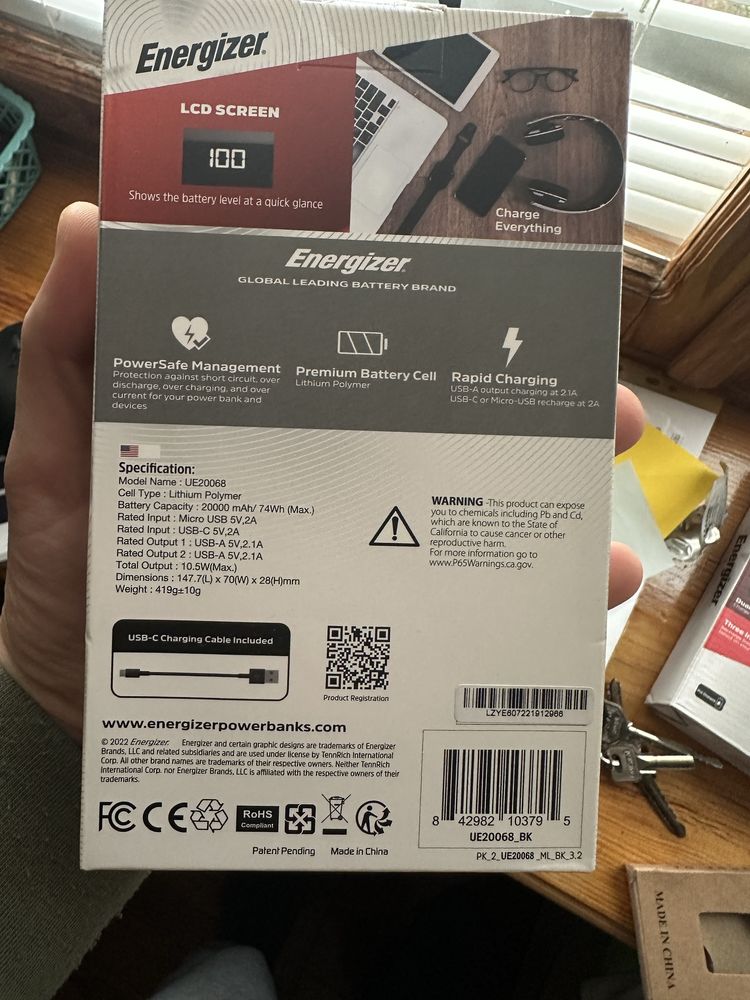 Energizer.
LCD SCREEN
100
Shows the battery level at a quick glance
Charge
Everything
Energizer.
GLOBAL LEADING BATTERY BRAND
PowerSafe Management
Protection against short circuit, over
discharge, over charging, and over
current for your power bank and
devices
Premium Battery Cell
Lithium Polymer
Rapid Charging
USB-A output charging at 2.1A
USB-C or Micro-USB recharge at 2A
Specification:
Model Name : UE20068
Cell Type : Lithium Polymer
Battery Capacity : 20000 mAh/ 74Wh (Max.)
Rated Input : Micro USB 5V,2A
Rated Input : USB-C 5V,2A
Rated Output 1 : USB-A 5V,2.1A
Rated Output 2 : USB-A 5V,2.1A
Total Output : 10.5W(Max.)
Dimensions : 147.7(L) x 70(W) x 28(H)mm
Weight : 419g±10g
WARNING -This product can expose
you to chemicals including Pb and Cd,
which are known to the State of
California to cause cancer or other
reproductive harm.
For more information go to
www.P65Warnings.ca.gov.
USB-C Charging Cable Included
Product Registration
LZYE607221912966
www.energizerpowerbanks.com
© 2022 Energizer. Energizer and certain graphic designs are trademarks of Energizer
Brands, LLC and related subsidiaries and are used under license by TennRich International
Corp. All other brand names are trademarks of their respective owners. Neither TennRich
International Corp. nor Energizer Brands, LLC is affiliated with the respective owners of their
trademarks.
FC CE
RoHS
Compliant
8 42982 10379 5
UE20068_BK
Patent Pending Made in China
PK_2_UE20068_ML_BK_3.2
Energizer
MADE IN CHINA